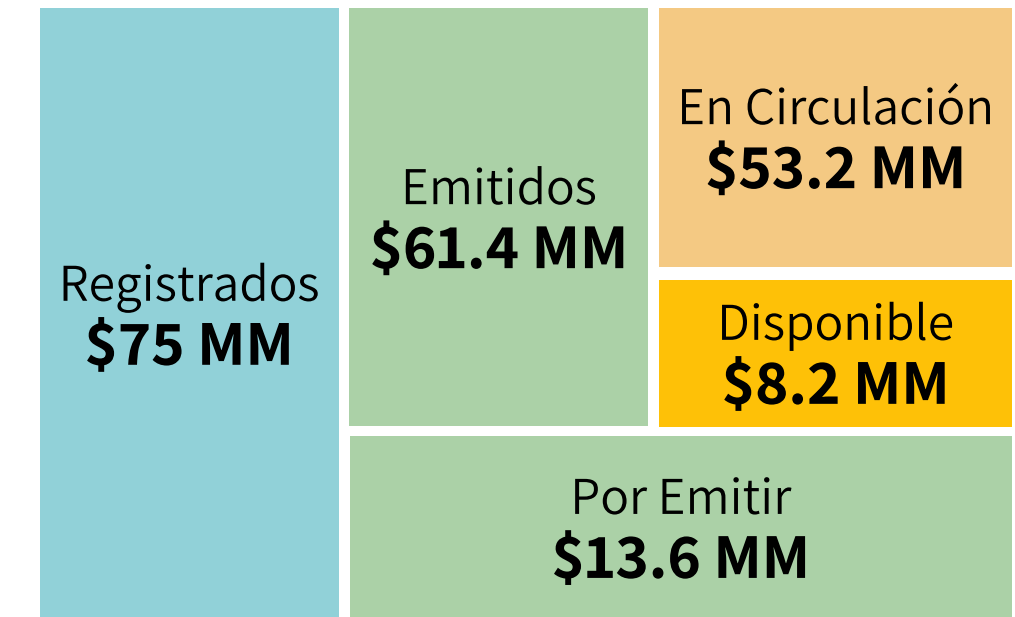 Registrados
$75 MM
Emitidos
$61.4 MM
En Circulación
$53.2 MM
Disponible
$8.2 MM
Por Emitir
$13.6 MM